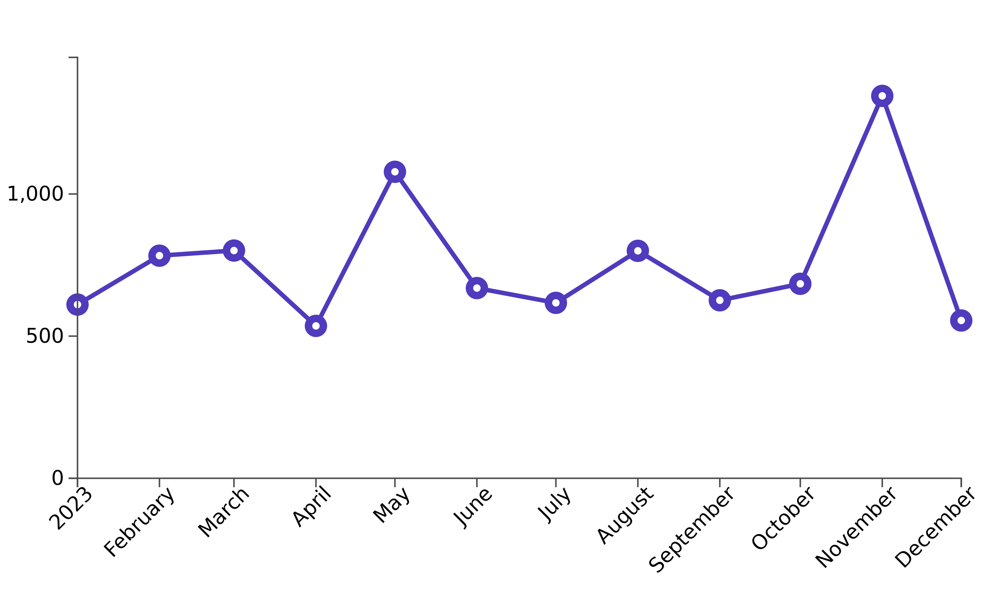 1,000
500
0
2023
February
March
April
May
June
July
August
September
October
November
December